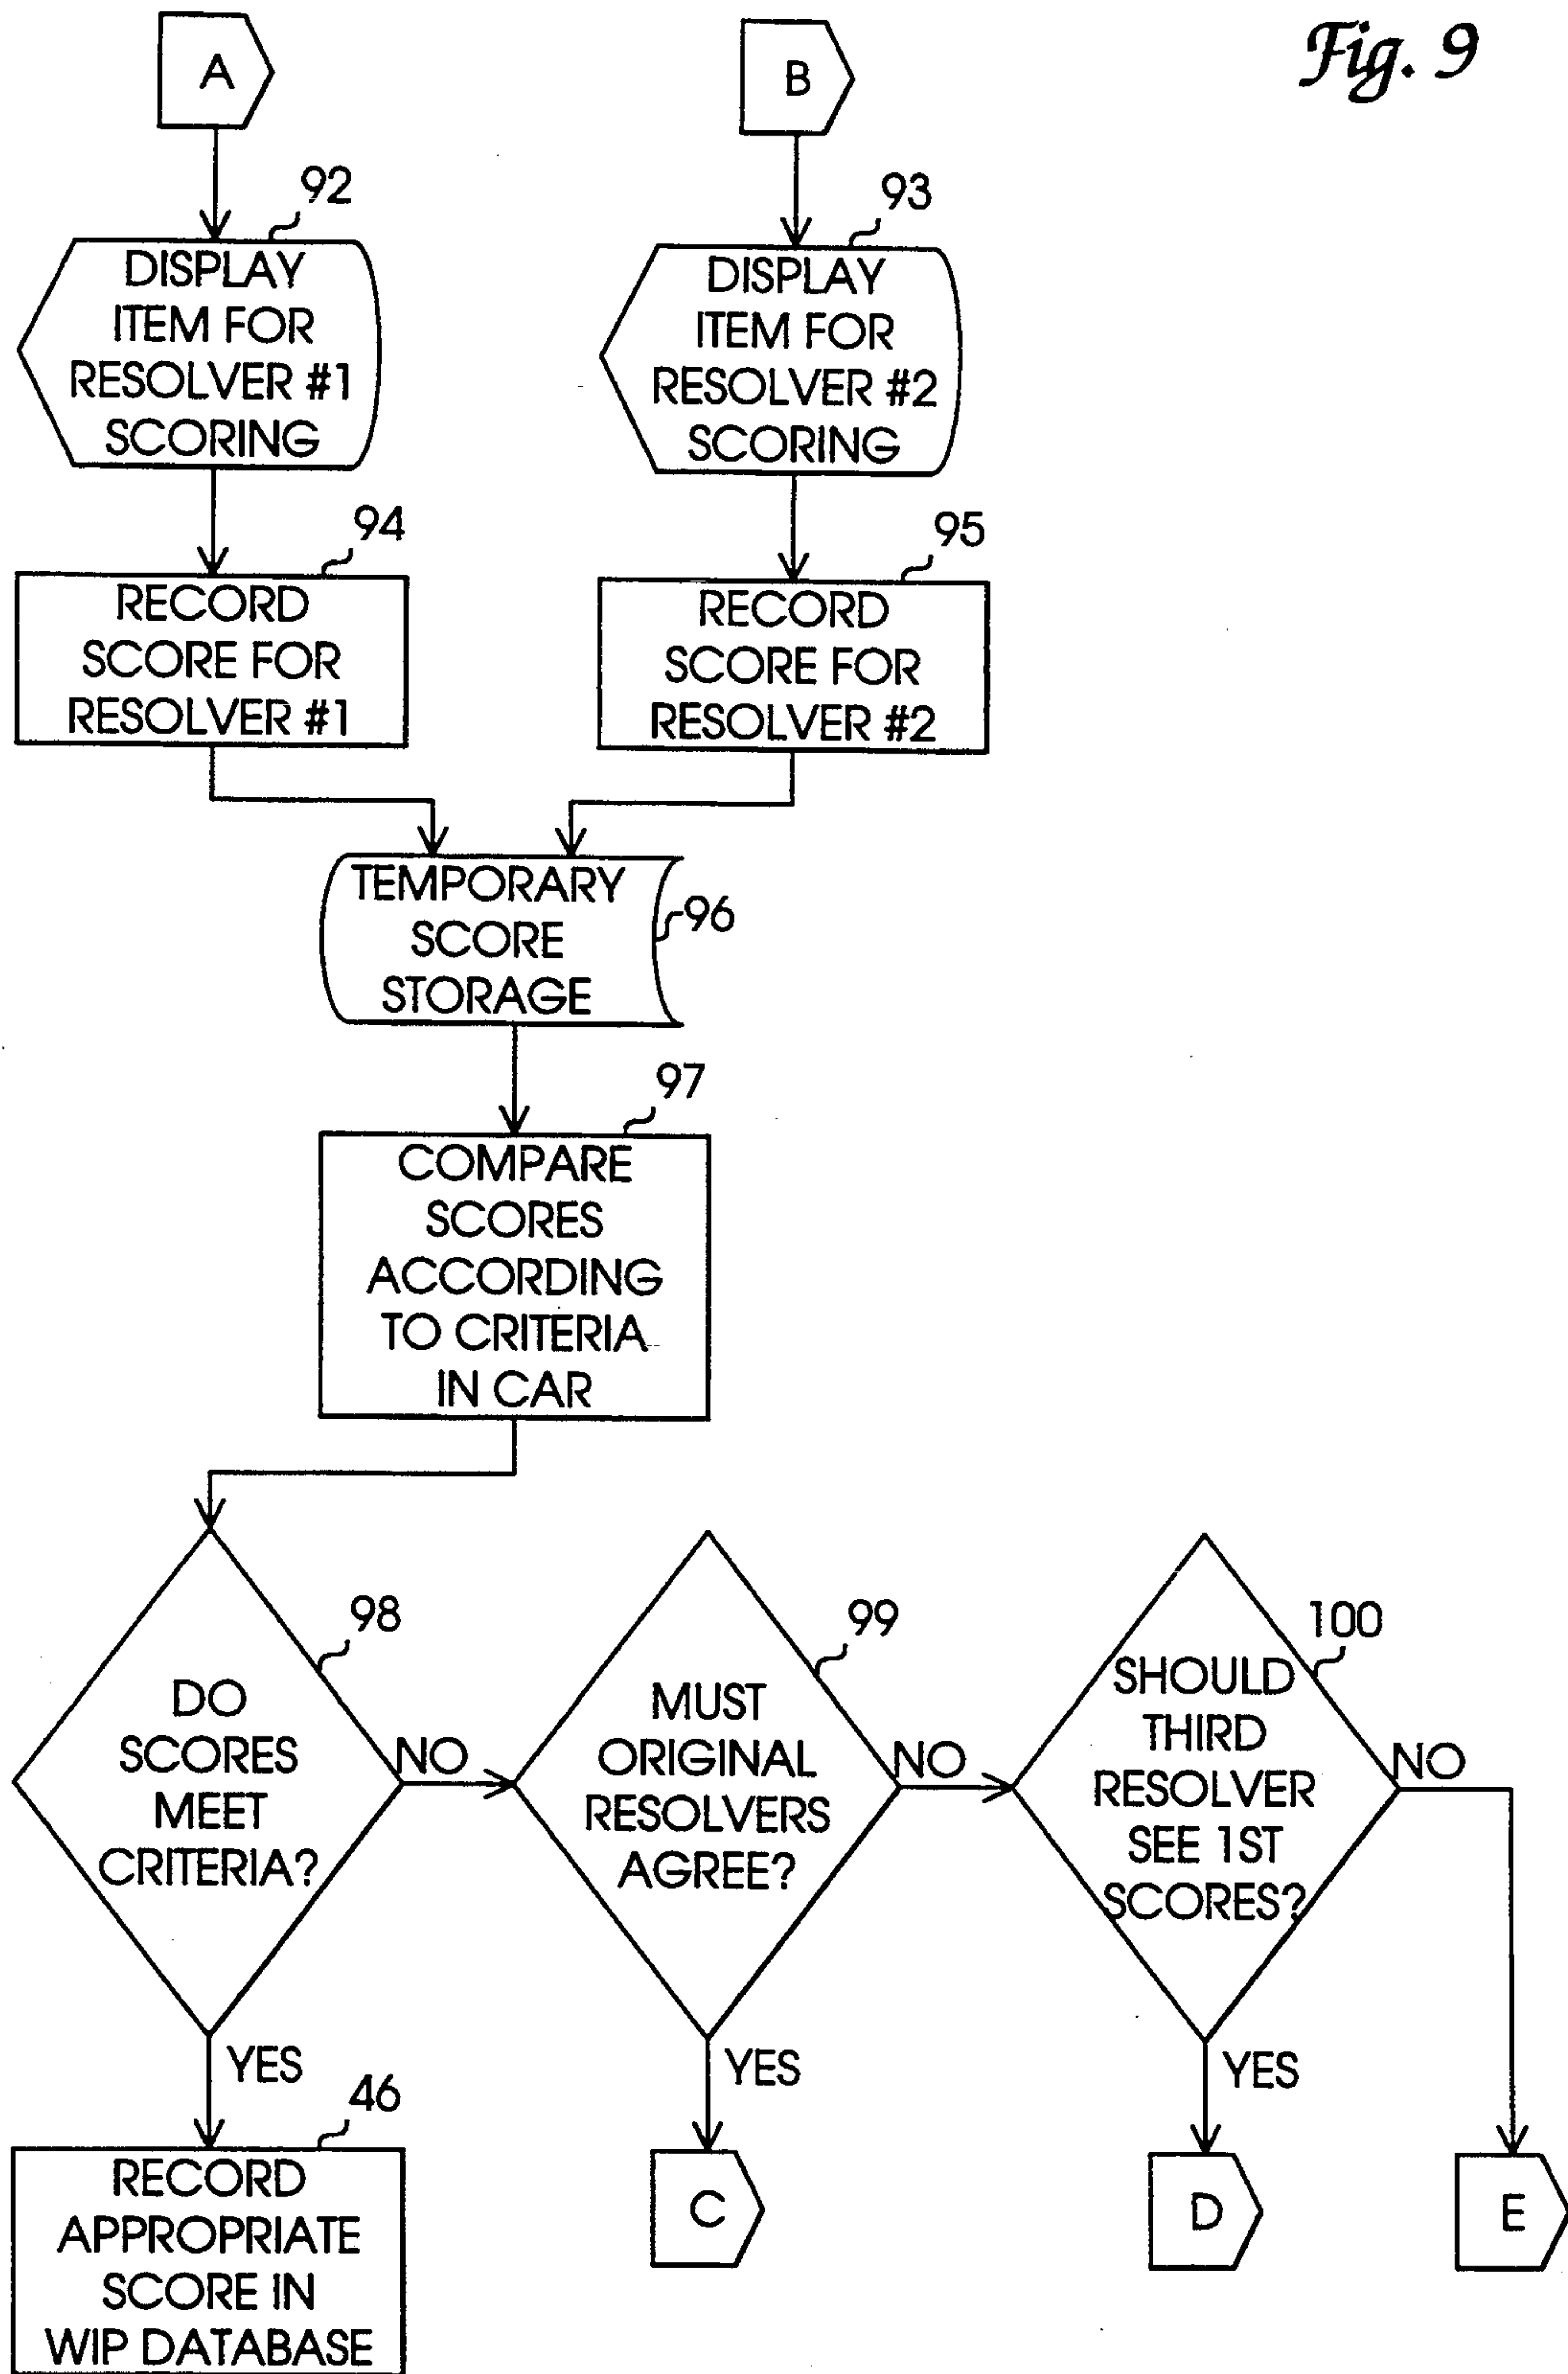 Fig. 9
A
B
92
93
DISPLAY
ITEM FOR
RESOLVER #1
SCORING
DISPLAY
ITEM FOR
RESOLVER #2
SCORING
94
95
RECORD
SCORE FOR
RESOLVER #1
RECORD
SCORE FOR
RESOLVER #2
TEMPORARY
SCORE
STORAGE
96
97
COMPARE
SCORES
ACCORDING
TO CRITERIA
IN CAR
98
99
100
DO
SCORES
MEET
CRITERIA?
NO
MUST
ORIGINAL
RESOLVERS
AGREE?
NO
SHOULD
THIRD
RESOLVER
SEE 1ST
SCORES?
NO
YES
YES
YES
46
RECORD
APPROPRIATE
SCORE IN
WIP DATABASE
C
D
E